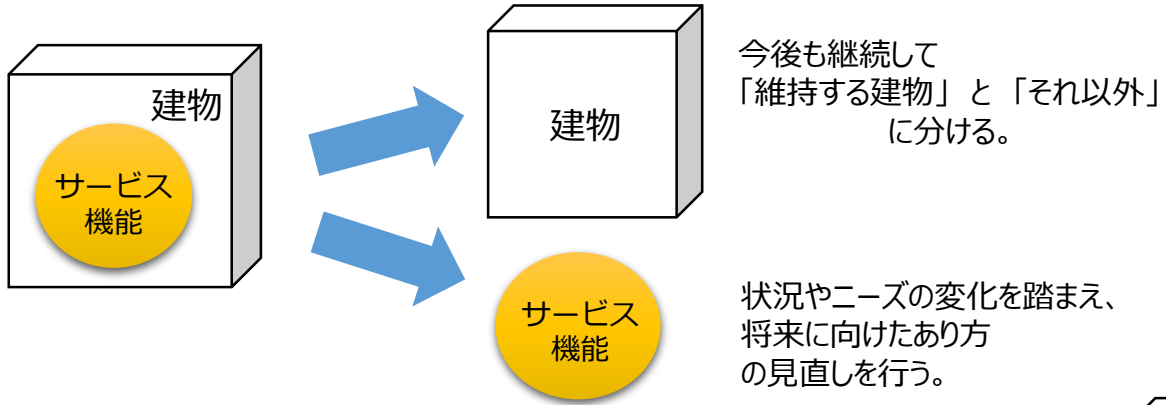 建物
サービス
機能
建物
今後も継続して
「維持する建物」と「それ以外」
に分ける。
サービス
機能
状況やニーズの変化を踏まえ、
将来に向けたあり方
の見直しを行う。